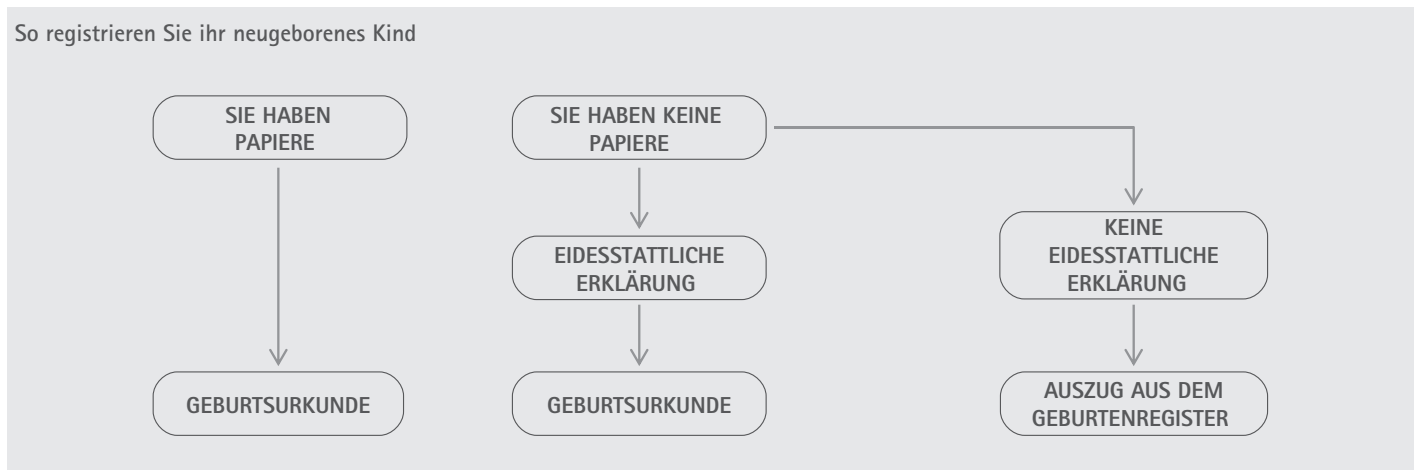 So registrieren Sie ihr neugeborenes Kind
SIE HABEN
PAPIERE
SIE HABEN KEINE
PAPIERE
EIDESSTATTLICHE
ERKLÄRUNG
KEINE
EIDESSTATTLICHE
ERKLÄRUNG
GEBURTSURKUNDE
GEBURTSURKUNDE
AUSZUG AUS DEM
GEBURTENREGISTER